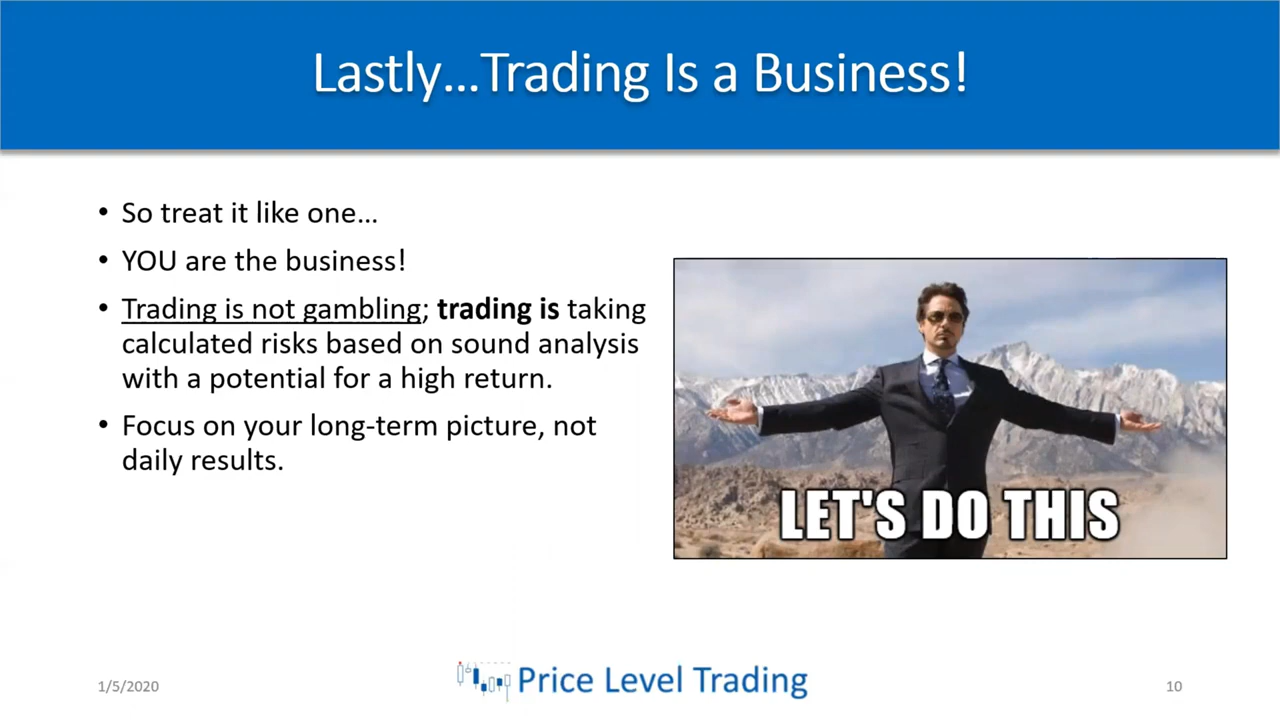 Lastly...Trading Is a Business!
• So treat it like one...
• YOU are the business!
• Trading is not gambling; trading is taking
calculated risks based on sound analysis
with a potential for a high return.
• Focus on your long-term picture, not
daily results.
LET'S DO THIS
1/5/2020
Price Level Trading
10